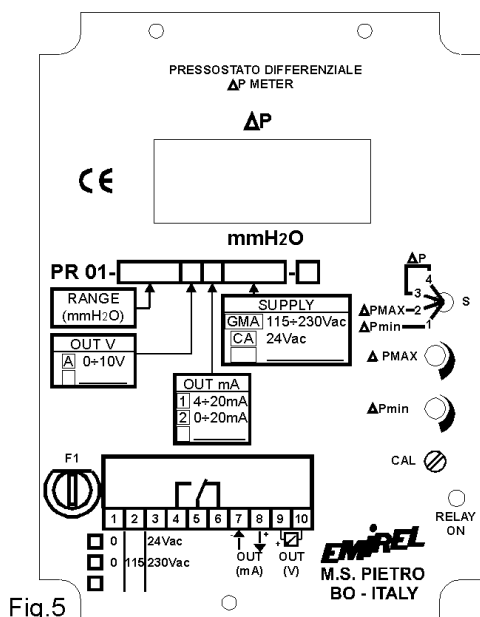 PRESSOSTATO DIFFERENZIALE
ΔP METER
ΔP
CE
mmH2O
PR 01- -
RANGE
(mmH2O)
OUT V
A 0÷10V
SUPPLY
GMA 115÷230Vac
CA 24Vac
OUT mA
1 4÷20mA
2 0÷20mA
ΔP
4
3
ΔPMAX 2
ΔPmin 1
S
ΔPMAX
ΔPmin
CAL
RELAY
ON
F1
1 2 3 4 5 6 7 8 9 10
0 24Vac
0 115 230Vac
- +
OUT
(mA)
+ -
OUT
(V)
EMIREL
M.S. PIETRO
BO - ITALY
Fig.5